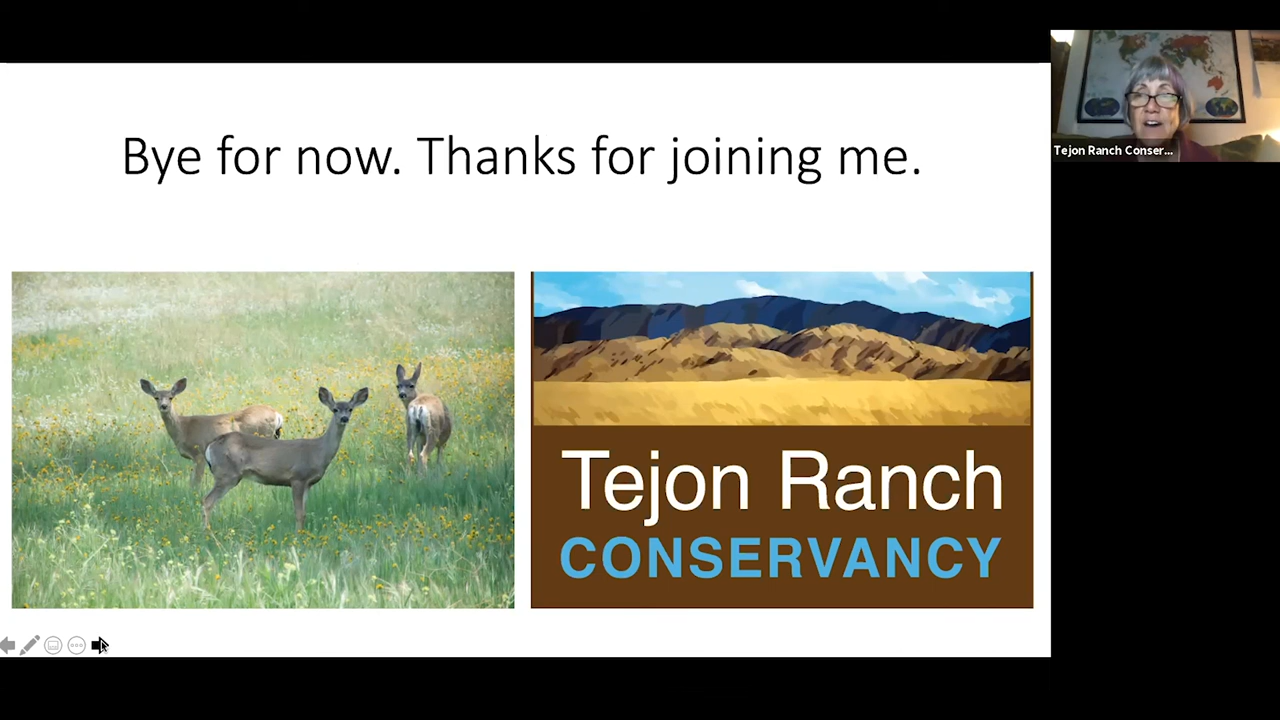 Bye for now. Thanks for joining me.
Tejon Ranch
CONSERVANCY
Tejon Ranch Conser...